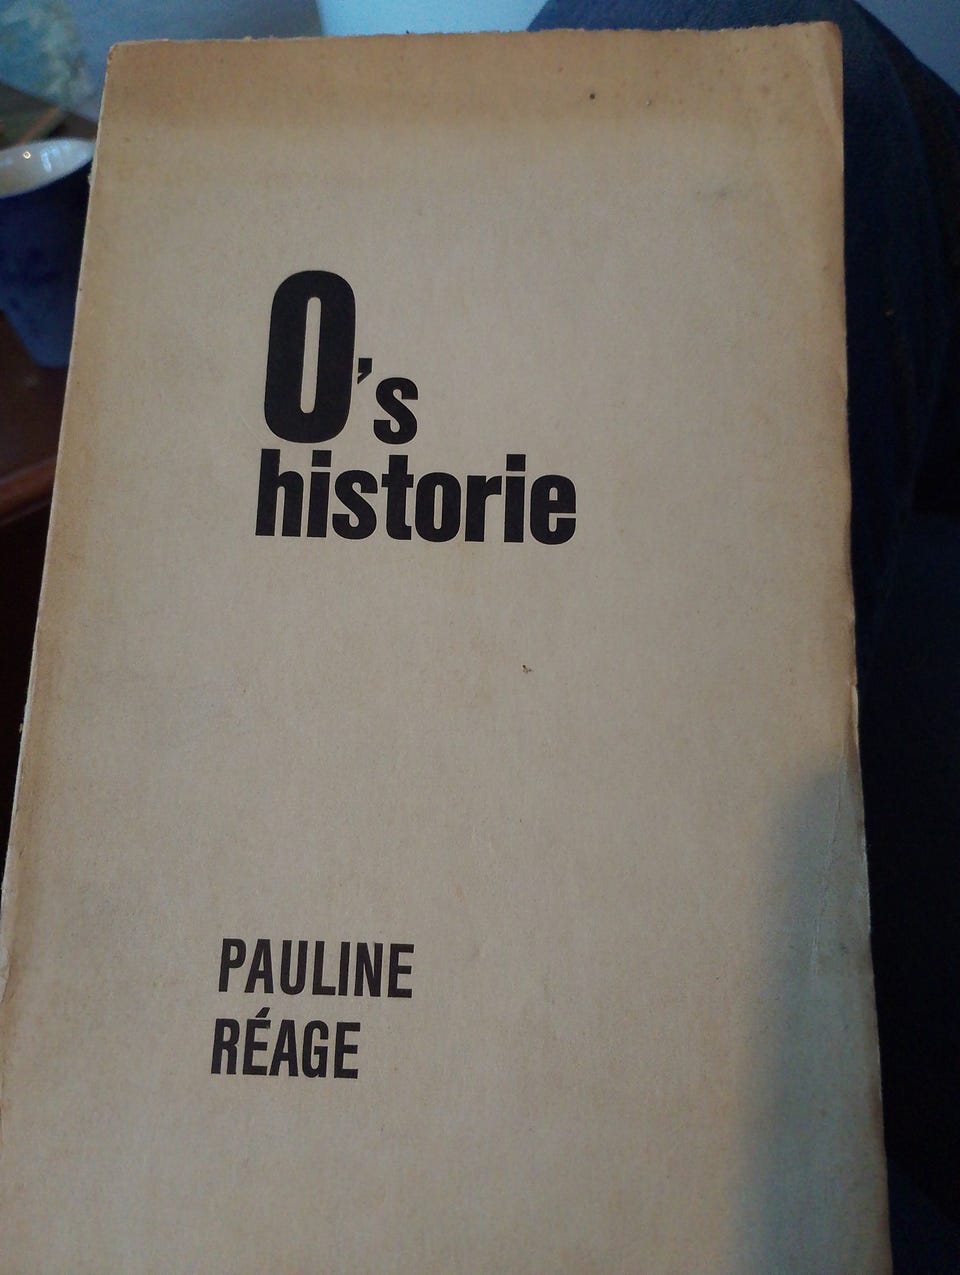 O's
historie
PAULINE
RÉAGE